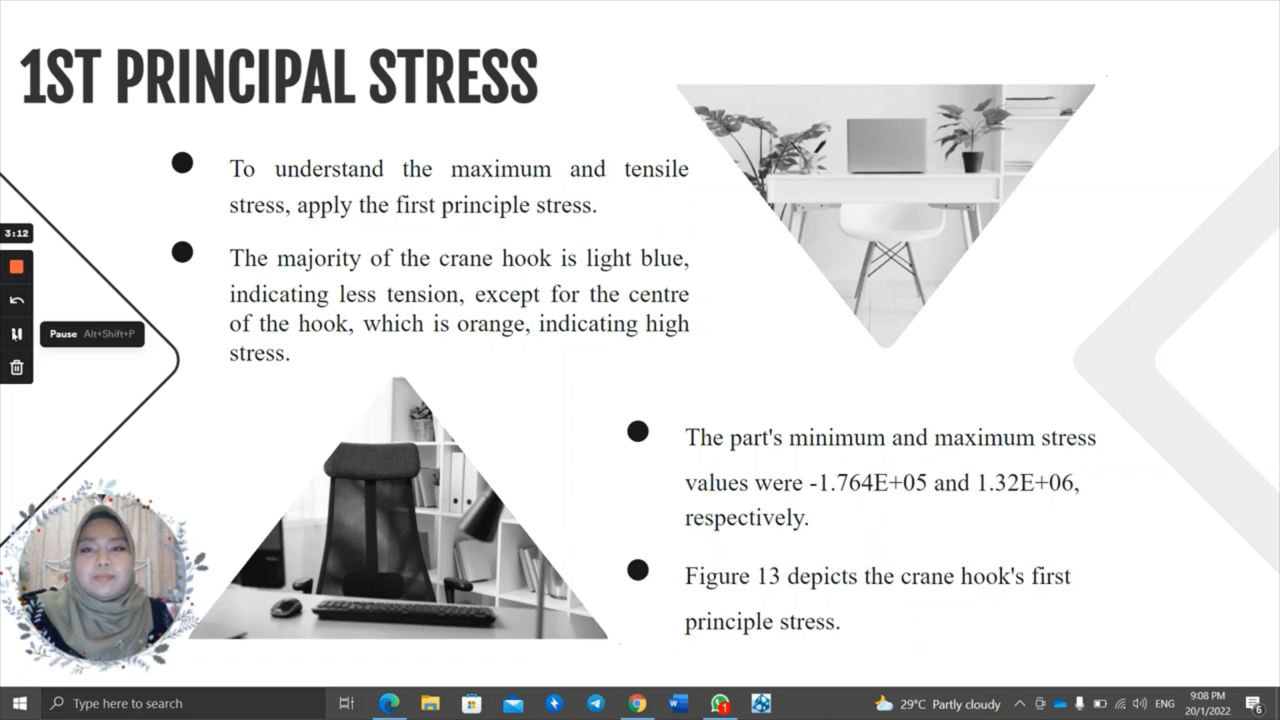 1ST PRINCIPAL STRESS
To understand the maximum and tensile
stress, apply the first principle stress.
The majority of the crane hook is light blue,
indicating less tension, except for the centre
of the hook, which is orange, indicating high
stress.
3:12
Pause Alt+Shift+P
The part's minimum and maximum stress
values were -1.764E+05 and 1.32E+06,
respectively.
Figure 13 depicts the crane hook's first
principle stress.
Type here to search
1
29°C Partly cloudy
ENG
9:08 PM
20/1/2022
6